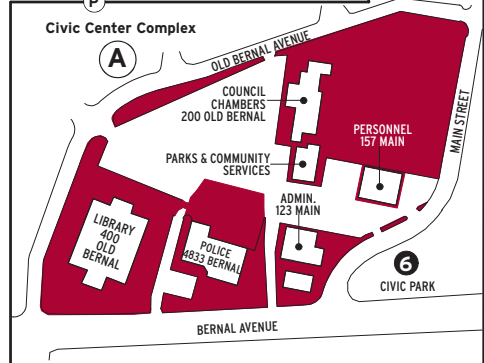 P
Civic Center Complex
A
OLD BERNAL AVENUE
COUNCIL
CHAMBERS
200 OLD BERNAL
PERSONNEL
157 MAIN
MAIN STREET
PARKS & COMMUNITY
SERVICES
ADMIN.
123 MAIN
LIBRARY
400
OLD
BERNAL
POLICE
4833 BERNAL
6
CIVIC PARK
BERNAL AVENUE